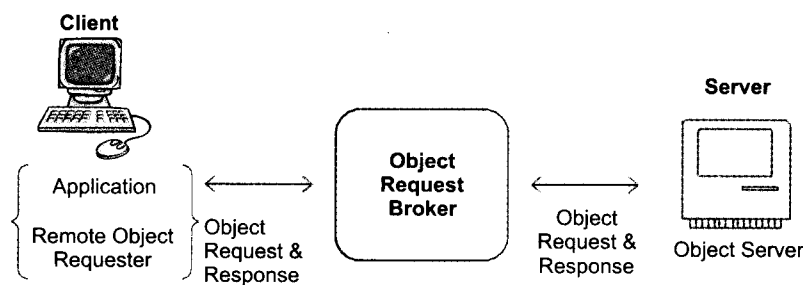 Client
Application
Remote Object
Requester
Object
Request &
Response
Object
Request
Broker
Object
Request &
Response
Server
Object Server